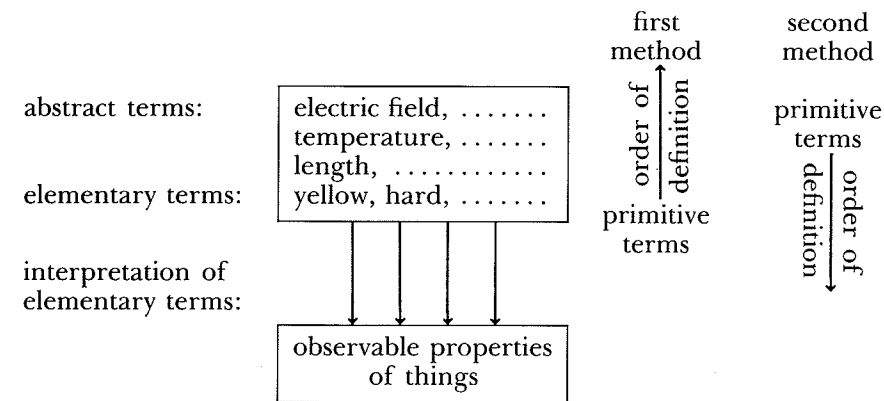 first
method
second
method
abstract terms:
electric field, .......
temperature, .......
length, ............
elementary terms:
yellow, hard, .......
order of
definition
primitive
terms
primitive
terms
order of
definition
interpretation of
elementary terms:
observable properties
of things